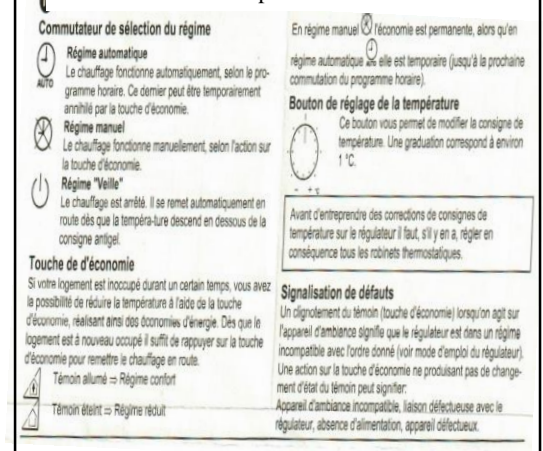 Commutateur de sélection du régime
Régime automatique
Le chauffage fonctionne automatiquement, selon le pro-
gramme horaire. Ce dernier peut être temporairement
annihilé par la touche d'économie.
AUTO
Régime manuel
Le chauffage fonctionne manuellement, selon l'action sur
la touche d'économie.
Régime "Veille"
Le chauffage est arrêté. Il se remet automatiquement en
route dès que la tempéra-ture descend en dessous de la
consigne antigel.
Touche de d'économie
Si votre logement est inoccupé durant un certain temps, vous avez
la possibilité de réduire la température à l'aide de la touche
d'économie, réalisant ainsi des économies d'énergie. Dès que le
logement est à nouveau occupé il suffit de rappuyer sur la touche
d'économie pour remettre le chauffage en route.
Témoin allumé ⇒ Régime confort
Témoin éteint ⇒ Régime réduit
En régime manuel l'économie est permanente, alors qu'en
régime automatique AUTO elle est temporaire (jusqu'à la prochaine
commutation du programme horaire).
Bouton de réglage de la température
Ce bouton vous permet de modifier la consigne de
température. Une graduation correspond à environ
1 °C.
- + °c
Avant d'entreprendre des corrections de consignes de
température sur le régulateur il faut, s'il y en a, régler en
conséquence tous les robinets thermostatiques.
Signalisation de défauts
Un clignotement du témoin (touche d'économie) lorsqu'on agit sur
l'appareil d'ambiance signifie que le régulateur est dans un régime
incompatible avec l'ordre donné (voir mode d'emploi du régulateur).
Une action sur la touche d'économie ne produisant pas de change-
ment d'état du témoin peut signifier:
Appareil d'ambiance incompatible, liaison défectueuse avec le
régulateur, absence d'alimentation, appareil défectueux.